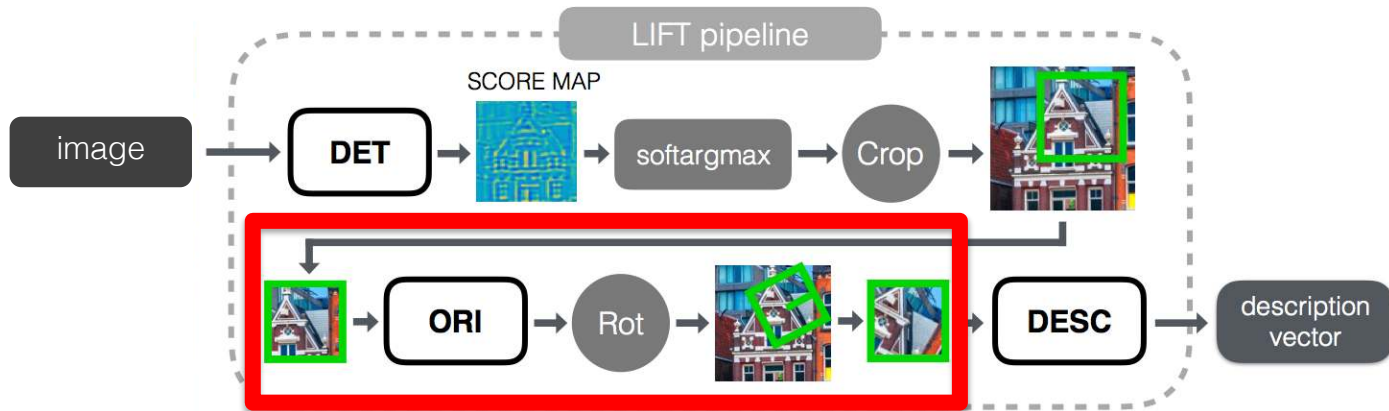 LIFT pipeline
SCORE MAP
image
DET
softargmax
Crop
ORI
Rot
DESC
description
vector